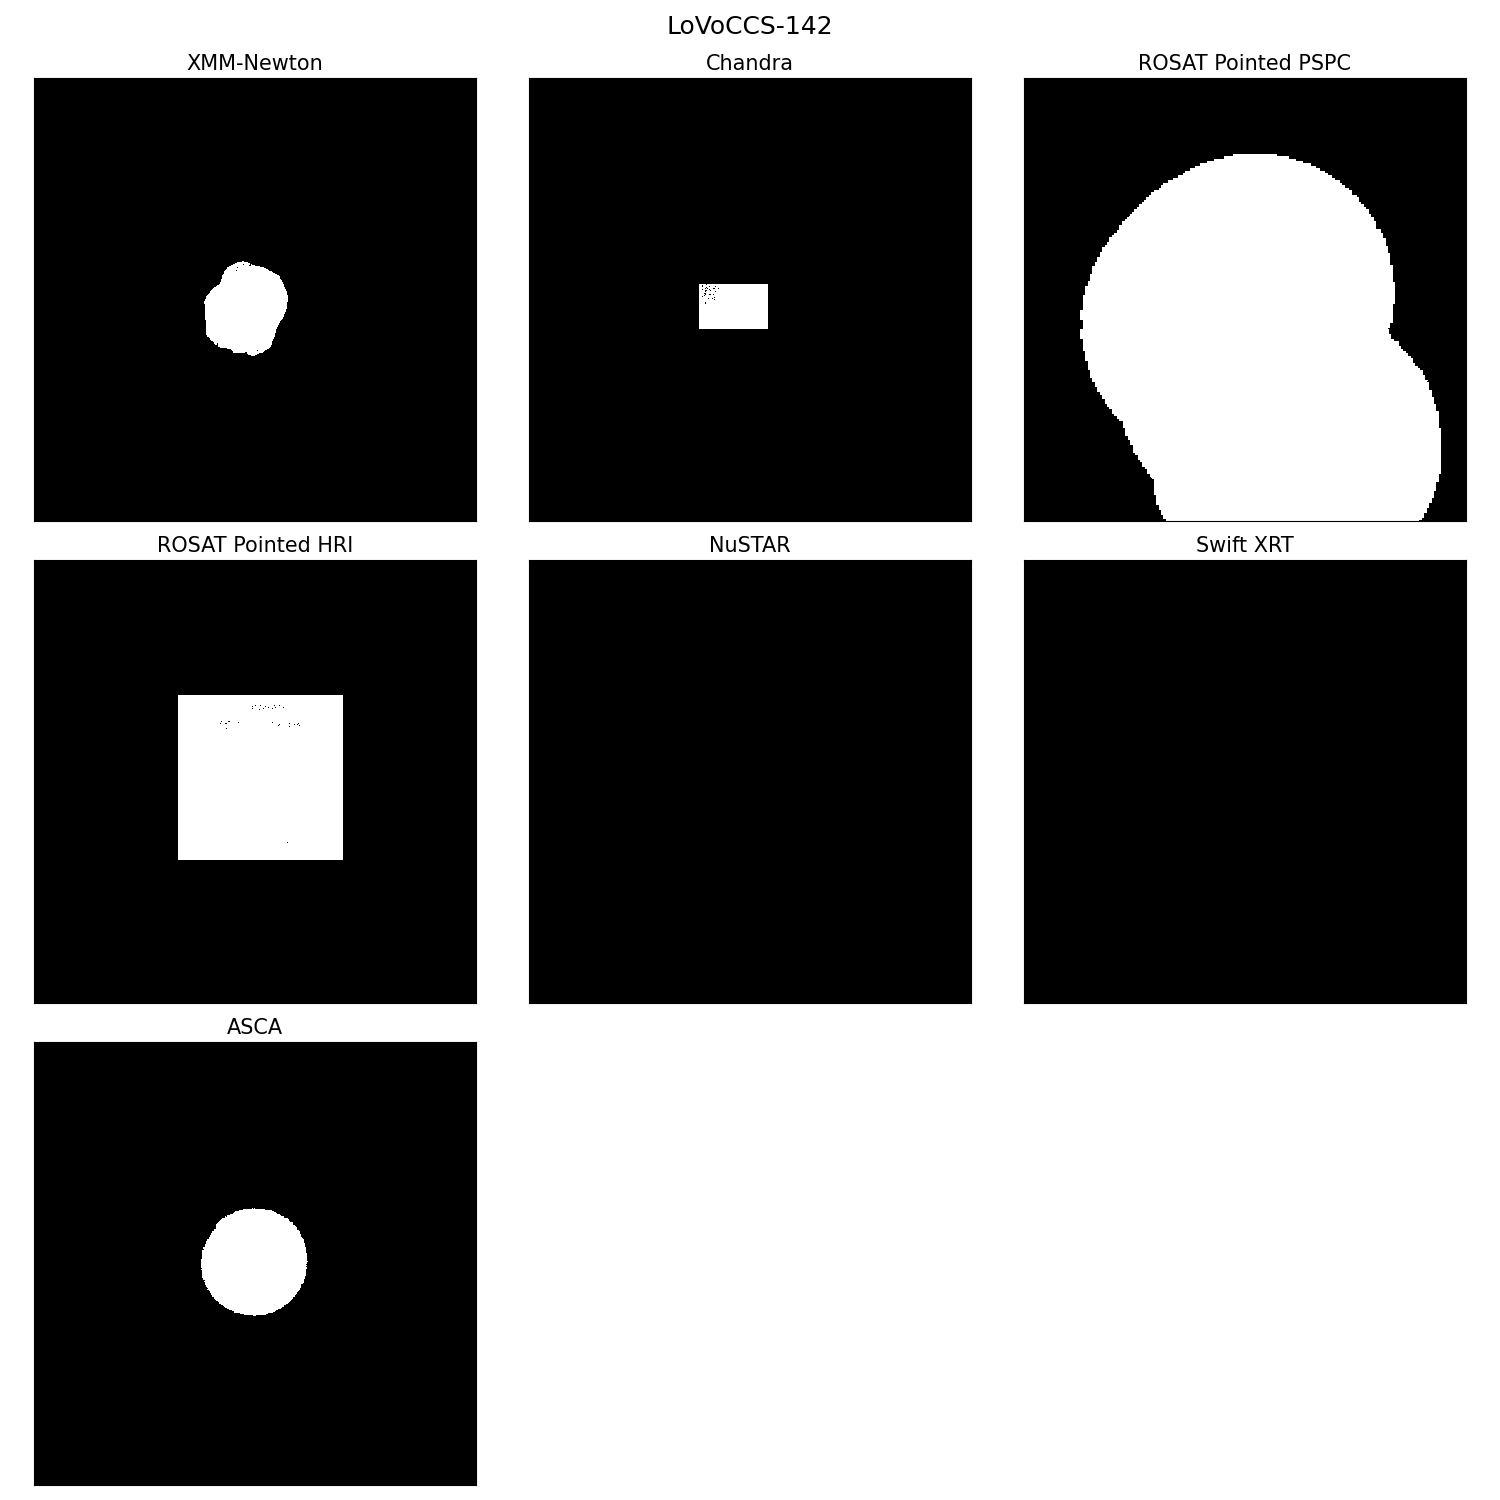 LoVoCCS-142
XMM-Newton
Chandra
ROSAT Pointed PSPC
ROSAT Pointed HRI
NuSTAR
Swift XRT
ASCA